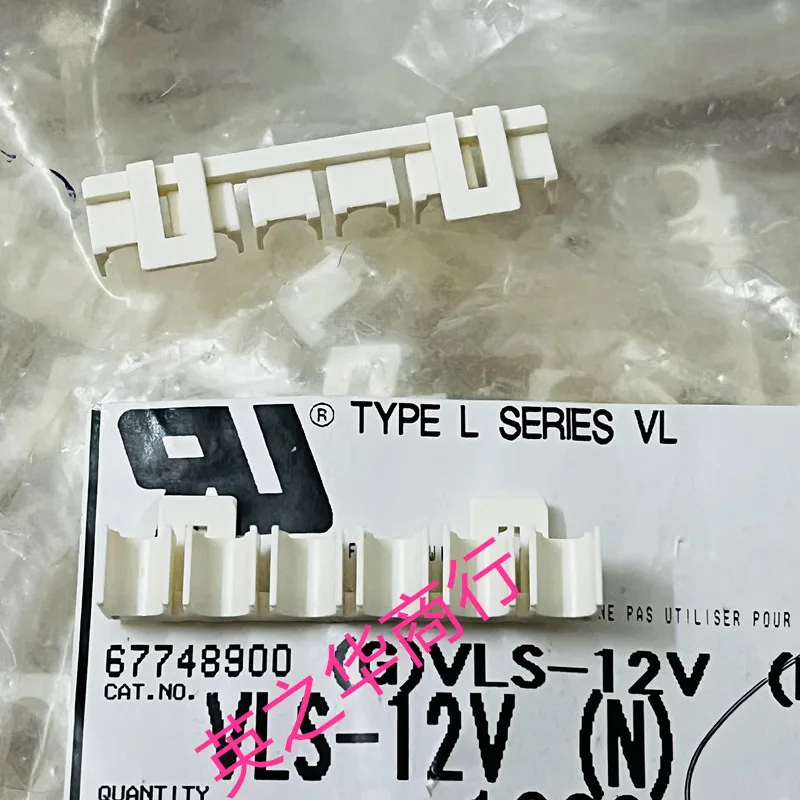 ® TYPE L SERIES VL
NE PAS UTILISER POUR
67748900 (G)VLS-12V
CAT.NO. VLS-12V (N)
QUANTITY
英之华商行